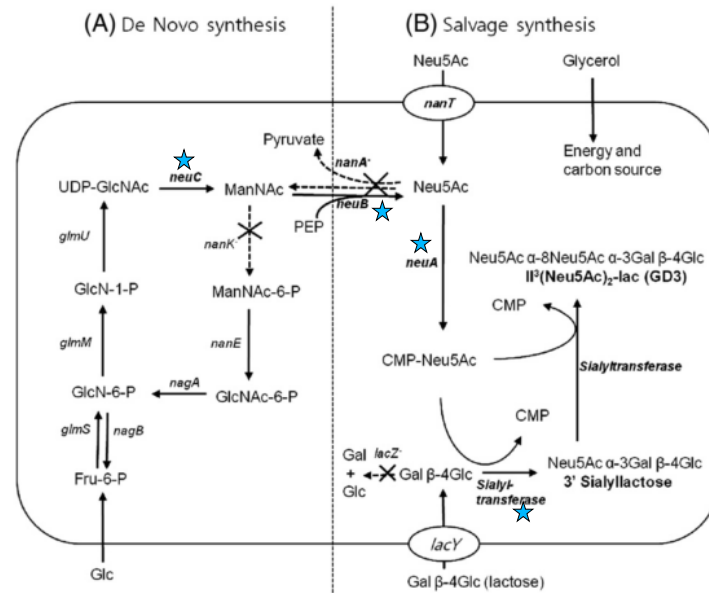 (A) De Novo synthesis
(B) Salvage synthesis
Neu5Ac
Glycerol
nanT
Pyruvate
nanA⁻
Energy and
carbon source
neuC
UDP-GlcNAc
ManNAc
Neu5Ac
neuB
PEP
glmU
nanK⁻
neuA
Neu5Ac α-8Neu5Ac α-3Gal β-4Glc
II³(Neu5Ac)₂-lac (GD3)
GlcN-1-P
ManNAc-6-P
CMP
glmM
nanE
CMP-Neu5Ac
Sialyltransferase
nagA
GlcN-6-P
GlcNAc-6-P
CMP
glmS
nagB
Gal
+
Glc
lacZ⁻
Gal β-4Glc
Sialyl-
transferase
Neu5Ac α-3Gal β-4Glc
3' Sialyllactose
Fru-6-P
lacY
Glc
Gal β-4Glc (lactose)